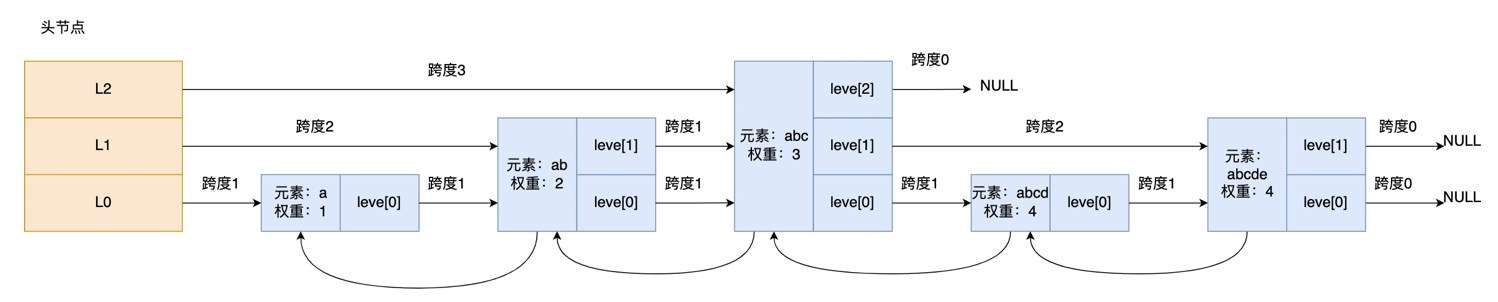 头节点
L2
L1
L0
跨度3
跨度2
跨度1
元素：a
权重：1
leve[0]
跨度1
元素：ab
权重：2
leve[1]
leve[0]
跨度1
跨度1
元素：abc
权重：3
leve[2]
leve[1]
leve[0]
跨度0
NULL
跨度2
跨度1
元素：abcd
权重：4
leve[0]
跨度1
元素：
abcde
权重：4
leve[1]
leve[0]
跨度0
NULL
跨度0
NULL